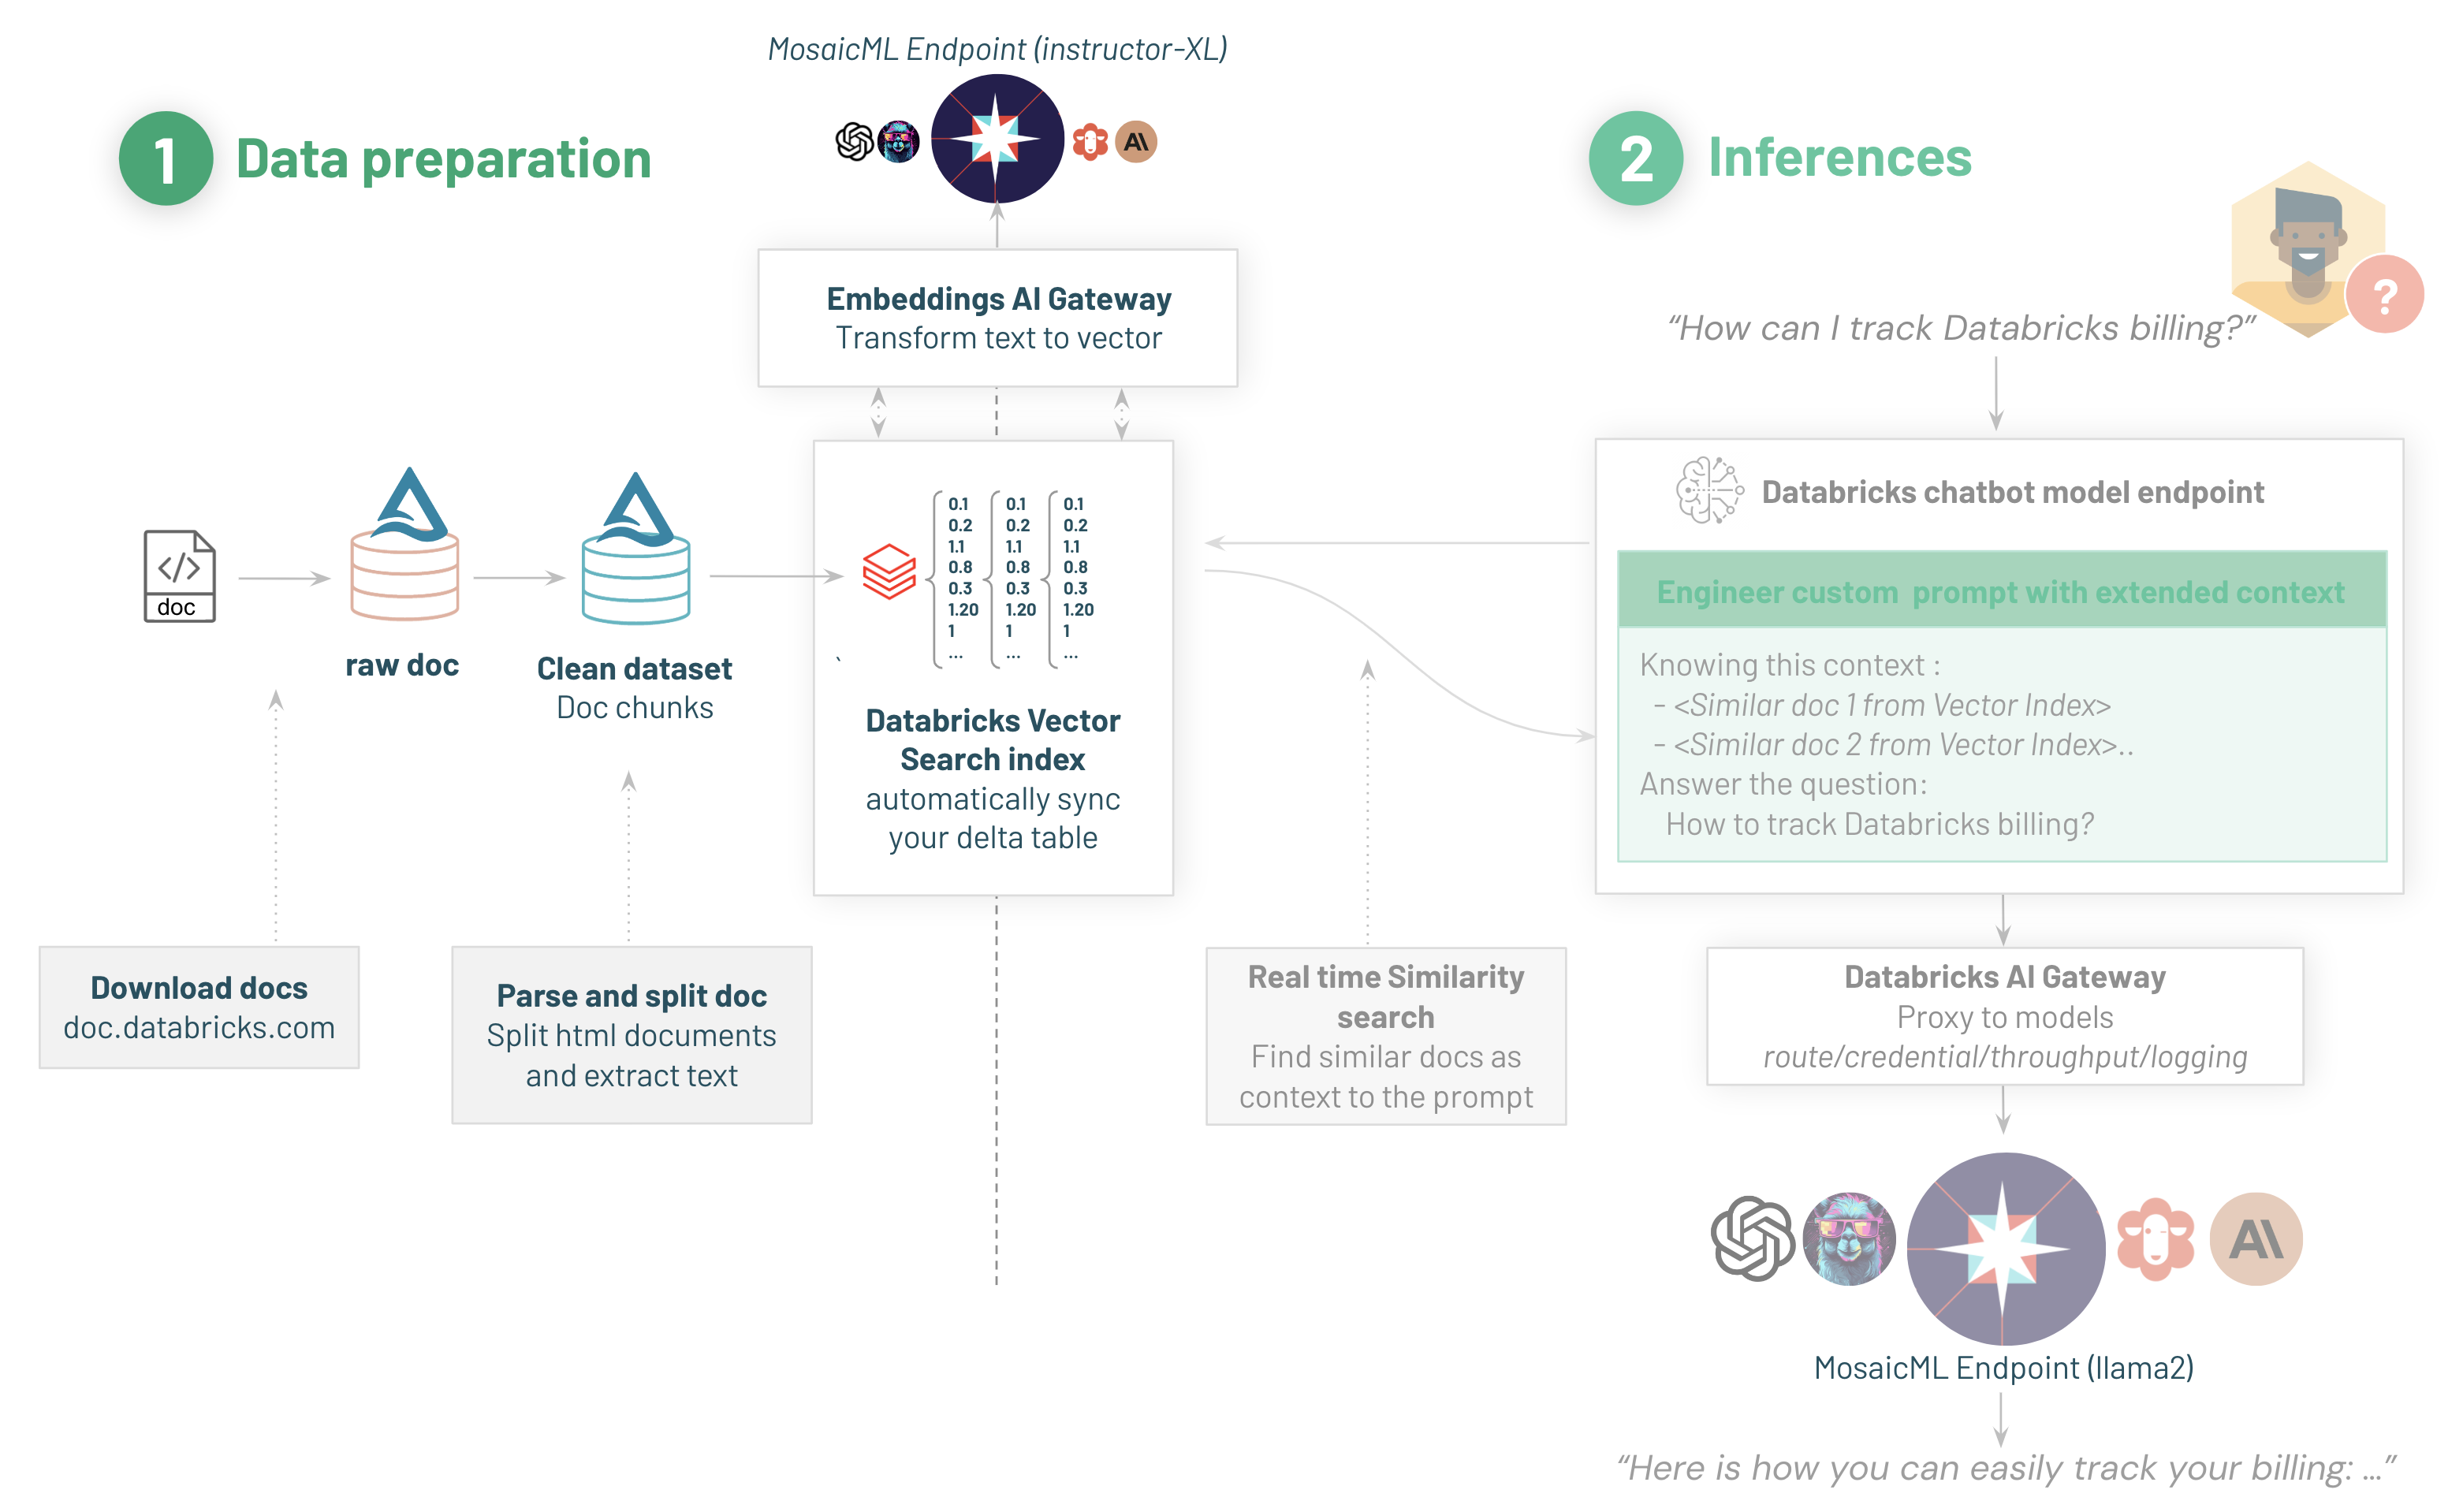 MosaicML Endpoint (instructor-XL)
1 Data preparation
AI
Embeddings AI Gateway
Transform text to vector
doc
raw doc
Clean dataset
Doc chunks
0.1 0.1 0.1
0.2 0.2 0.2
1.1 1.1 1.1
0.8 0.8 0.8
0.3 0.3 0.3
1.20 1.20 1.20
1 1 1
... ... ...
`
Databricks Vector
Search index
automatically sync
your delta table
Download docs
doc.databricks.com
Parse and split doc
Split html documents
and extract text
2 Inferences
?
“How can I track Databricks billing?”
Databricks chatbot model endpoint
Engineer custom  prompt with extended context
Knowing this context :
- <Similar doc 1 from Vector Index>
- <Similar doc 2 from Vector Index>..
Answer the question:
How to track Databricks billing?
Real time Similarity
search
Find similar docs as
context to the prompt
Databricks AI Gateway
Proxy to models
route/credential/throughput/logging
AI
MosaicML Endpoint (llama2)
“Here is how you can easily track your billing: ...”